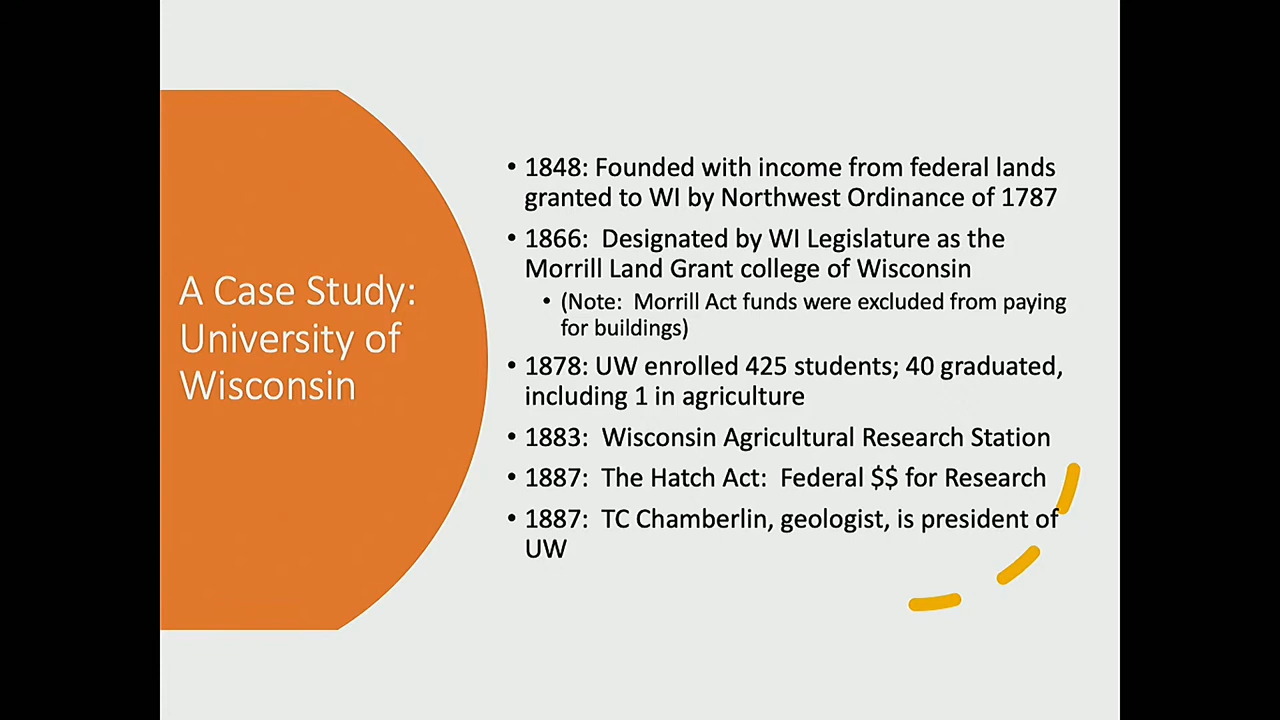 A Case Study:
University of
Wisconsin
• 1848: Founded with income from federal lands
granted to WI by Northwest Ordinance of 1787
• 1866:  Designated by WI Legislature as the
Morrill Land Grant college of Wisconsin
• (Note:  Morrill Act funds were excluded from paying
for buildings)
• 1878: UW enrolled 425 students; 40 graduated,
including 1 in agriculture
• 1883:  Wisconsin Agricultural Research Station
• 1887:  The Hatch Act:  Federal $$ for Research
• 1887:  TC Chamberlin, geologist, is president of
UW